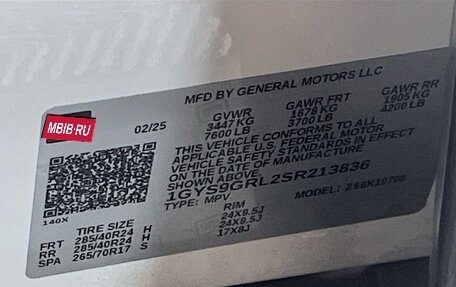 MFD BY GENERAL MOTORS LLC
MBIB.RU
02/25
GVWR GAWR FRT GAWR RR
3447 KG 1678 KG 1905 KG
7600 LB 3700 LB 4200 LB
THIS VEHICLE CONFORMS TO ALL
APPLICABLE U.S. FEDERAL MOTOR
VEHICLE SAFETY STANDARDS IN EFFECT
ON THE DATE OF MANUFACTURE
SHOWN ABOVE.
1GYS9GRL2SR213836
TYPE: MPV MODEL:
140X
TIRE SIZE RIM
FRT 285/40R24 H 24X9.5J
RR 285/40R24 H 24X9.5J
SPA 265/70R17 S 17X8J